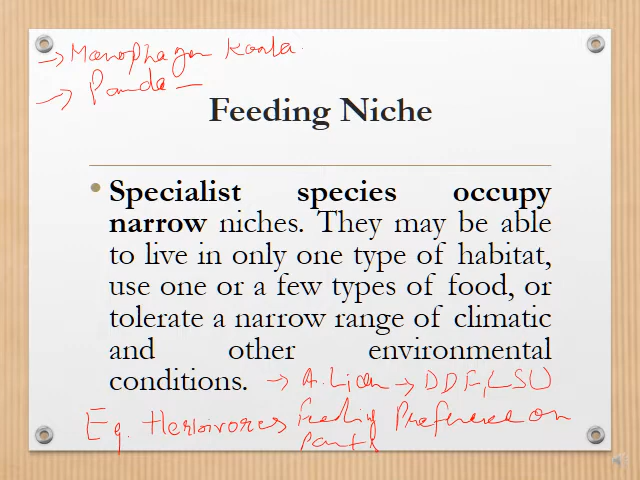 → Monophagon Koala.
→ Panda —
Feeding Niche
• Specialist species occupy
narrow niches. They may be able
to live in only one type of habitat,
use one or a few types of food, or
tolerate a narrow range of climatic
and other environmental
conditions. → A. Lion → DDF, LSU
Eg. Herbivores Feeding Preference on